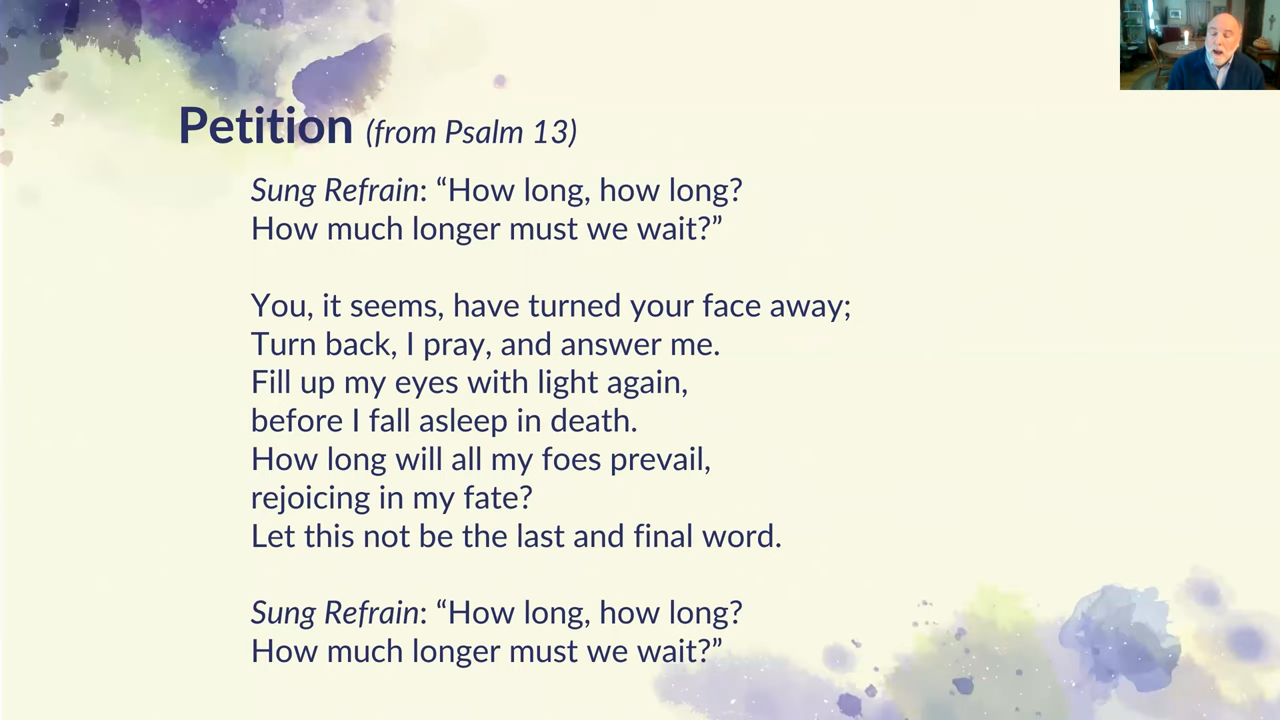 Petition (from Psalm 13)
Sung Refrain: “How long, how long?
How much longer must we wait?”
You, it seems, have turned your face away;
Turn back, I pray, and answer me.
Fill up my eyes with light again,
before I fall asleep in death.
How long will all my foes prevail,
rejoicing in my fate?
Let this not be the last and final word.
Sung Refrain: “How long, how long?
How much longer must we wait?”